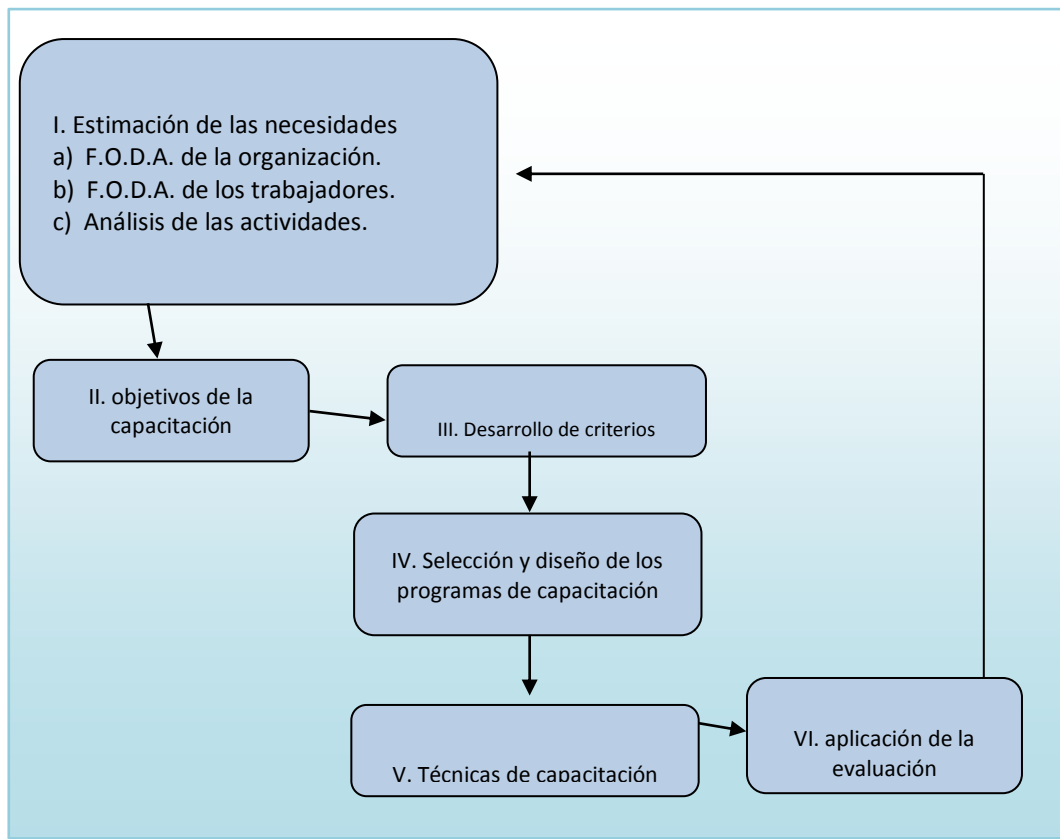 I. Estimación de las necesidades
a) F.O.D.A. de la organización.
b) F.O.D.A. de los trabajadores.
c) Análisis de las actividades.
II. objetivos de la
capacitación
III. Desarrollo de criterios
IV. Selección y diseño de los
programas de capacitación
V. Técnicas de capacitación
VI. aplicación de la
evaluación